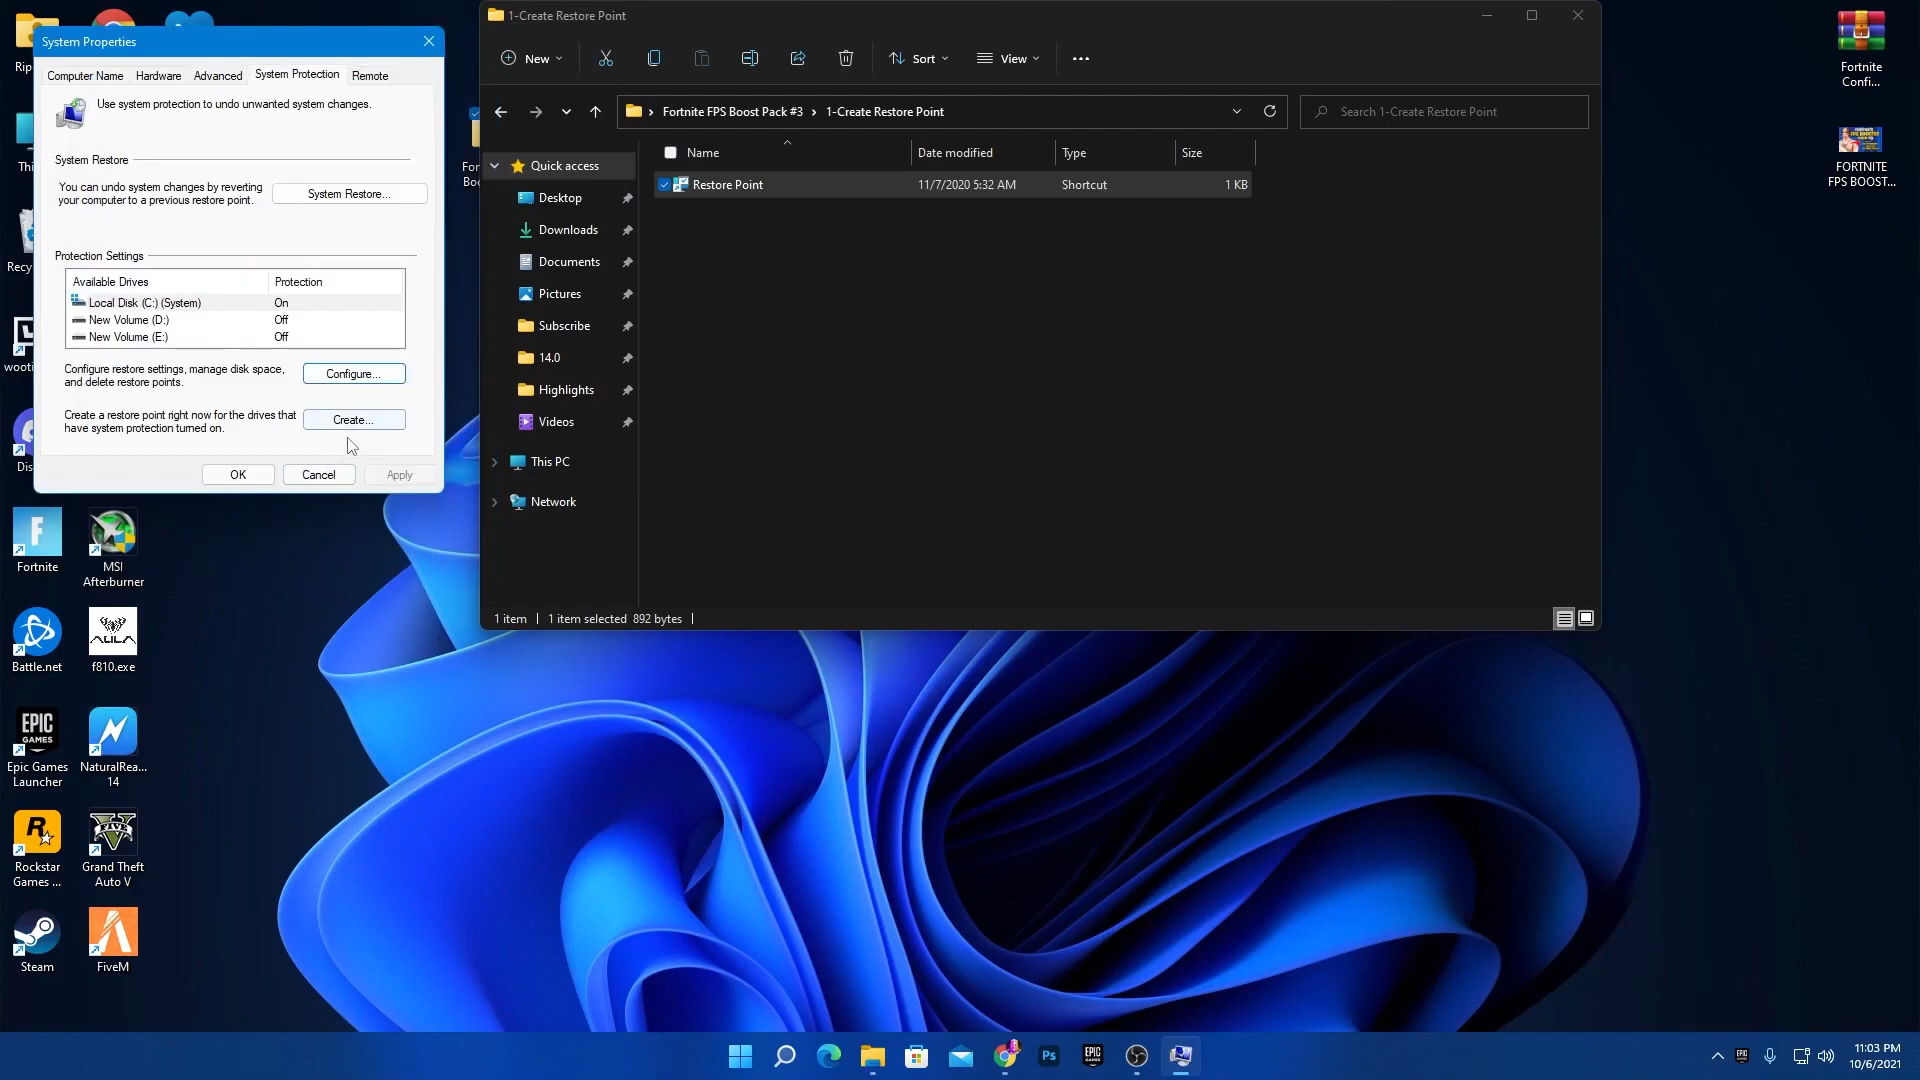 System Properties
Computer Name
Hardware
Advanced
System Protection
Remote
Use system protection to undo unwanted system changes.
System Restore
You can undo system changes by reverting
your computer to a previous restore point.
System Restore...
Protection Settings
Available Drives
Protection
Local Disk (C:) (System)
On
New Volume (D:)
Off
New Volume (E:)
Off
Configure restore settings, manage disk space,
and delete restore points.
Configure...
Create a restore point right now for the drives that
have system protection turned on.
Create...
OK
Cancel
Apply
1-Create Restore Point
New
Sort
View
Fortnite FPS Boost Pack #3
1-Create Restore Point
Search 1-Create Restore Point
Quick access
Desktop
Downloads
Documents
Pictures
Subscribe
14.0
Highlights
Videos
This PC
Network
Name
Date modified
Type
Size
Restore Point
11/7/2020 5:32 AM
Shortcut
1 KB
1 item
1 item selected
892 bytes
Fortnite
Confi...
FORTNITE
FPS BOOST...
Fortnite
MSI
Afterburner
Battle.net
AULA
f810.exe
EPIC
GAMES
Epic Games
Launcher
NaturalRea...
14
Rockstar
Games ...
FIVE
Grand Theft
Auto V
Steam
FiveM
Ps
EPIC
GAMES
11:03 PM
10/6/2021